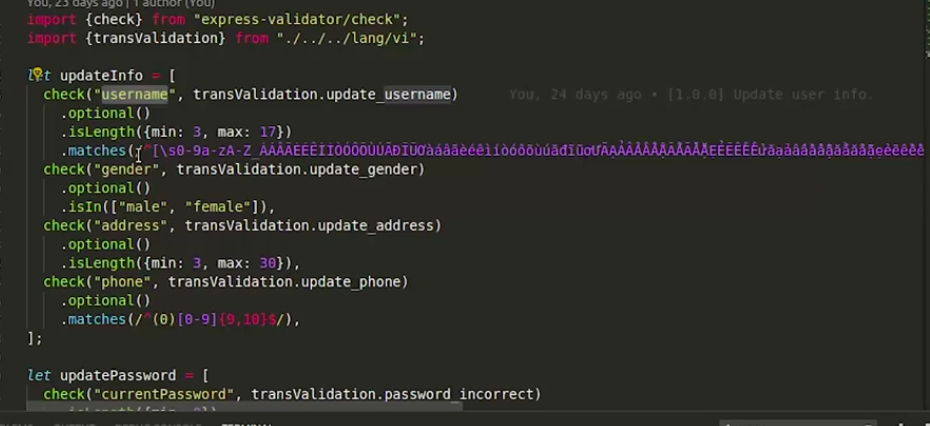 You, 23 days ago | 1 author (You)
import {check} from "express-validator/check";
import {transValidation} from "./../../lang/vi";
let updateInfo = [
check("username", transValidation.update_username) You, 24 days ago • [1.0.0] Update user info.
.optional()
.isLength({min: 3, max: 17})
.matches(/^[\s0-9a-zA-Z_
check("gender", transValidation.update_gender)
.optional()
.isIn(["male", "female"]),
check("address", transValidation.update_address)
.optional()
.isLength({min: 3, max: 30}),
check("phone", transValidation.update_phone)
.optional()
.matches(/^(0)[0-9]{9,10}$/),
];
let updatePassword = [
check("currentPassword", transValidation.password_incorrect)